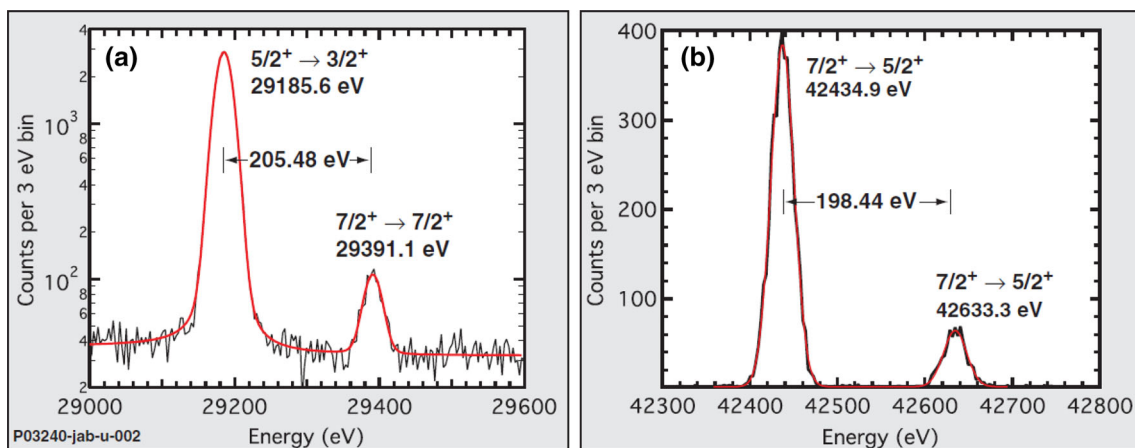 (a)
5/2⁺ → 3/2⁺
29185.6 eV
205.48 eV
7/2⁺ → 7/2⁺
29391.1 eV
Counts per 3 eV bin
4
2
10³
8
6
4
2
10²
8
6
4
2
29000 29200 29400 29600
Energy (eV)
P03240-jab-u-002
(b)
7/2⁺ → 5/2⁺
42434.9 eV
198.44 eV
7/2⁺ → 5/2⁺
42633.3 eV
Counts per 3 eV bin
400
300
200
100
42300 42400 42500 42600 42700 42800
Energy (eV)